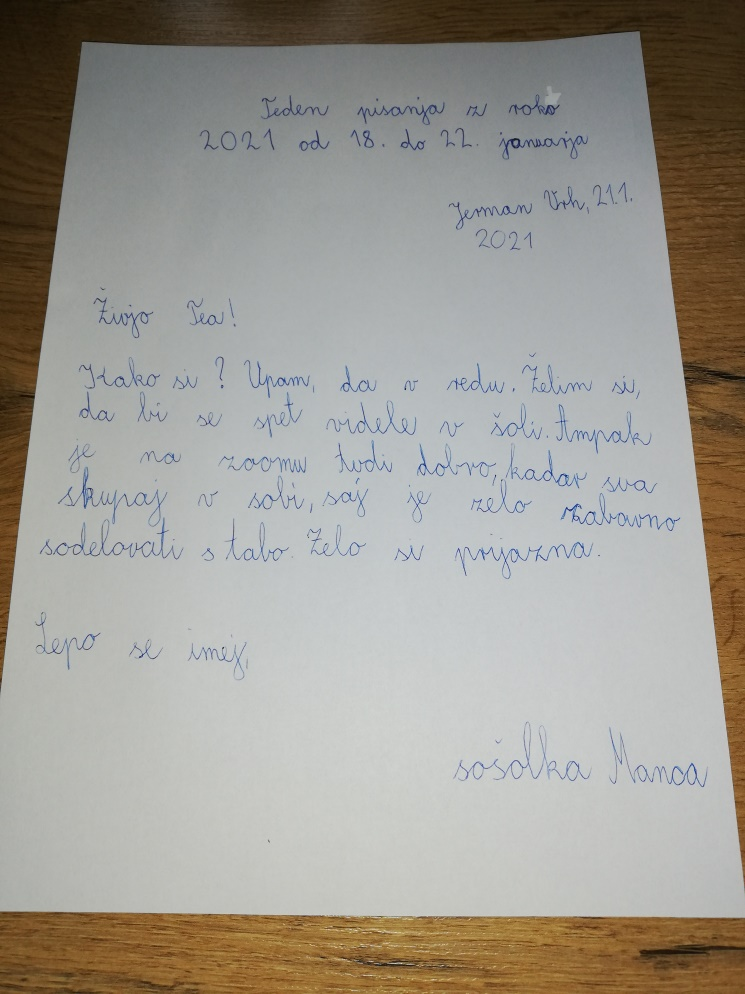 Teden pisanja z roko
2021 od 18. do 22. januarja
Jerman Vrh, 21.1.
2021
Živjo Tea!
Kako si? Upam, da v redu. Želim si,
da bi se spet videle v šoli. Ampak
je na zoomu tudi dobro, kadar sva
skupaj v sobi, saj je zelo zabavno
sodelovati s tabo. Zelo si prijazna.
Lepo se imej,
sošolka Manca